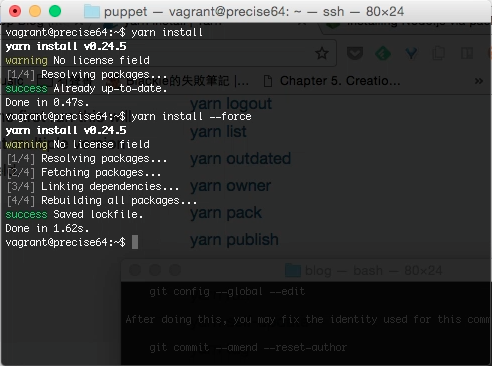 puppet — vagrant@precise64: ~ — ssh — 80×24
vagrant@precise64:~$ yarn install
yarn install v0.24.5
warning No license field
[1/4] Resolving packages...
success Already up-to-date.
Done in 0.47s.
vagrant@precise64:~$ yarn install --force
yarn install v0.24.5
warning No license field
[1/4] Resolving packages...
[2/4] Fetching packages...
[3/4] Linking dependencies...
[4/4] Rebuilding all packages...
success Saved lockfile.
Done in 1.62s.
vagrant@precise64:~$
的失敗筆記 |...
Chapter 5. Creatio...
yarn logout
yarn list
yarn outdated
yarn owner
yarn pack
yarn publish
blog — bash — 80×24
git config --global --edit
After doing this, you may fix the identity used for this comm
git commit --amend --reset-author